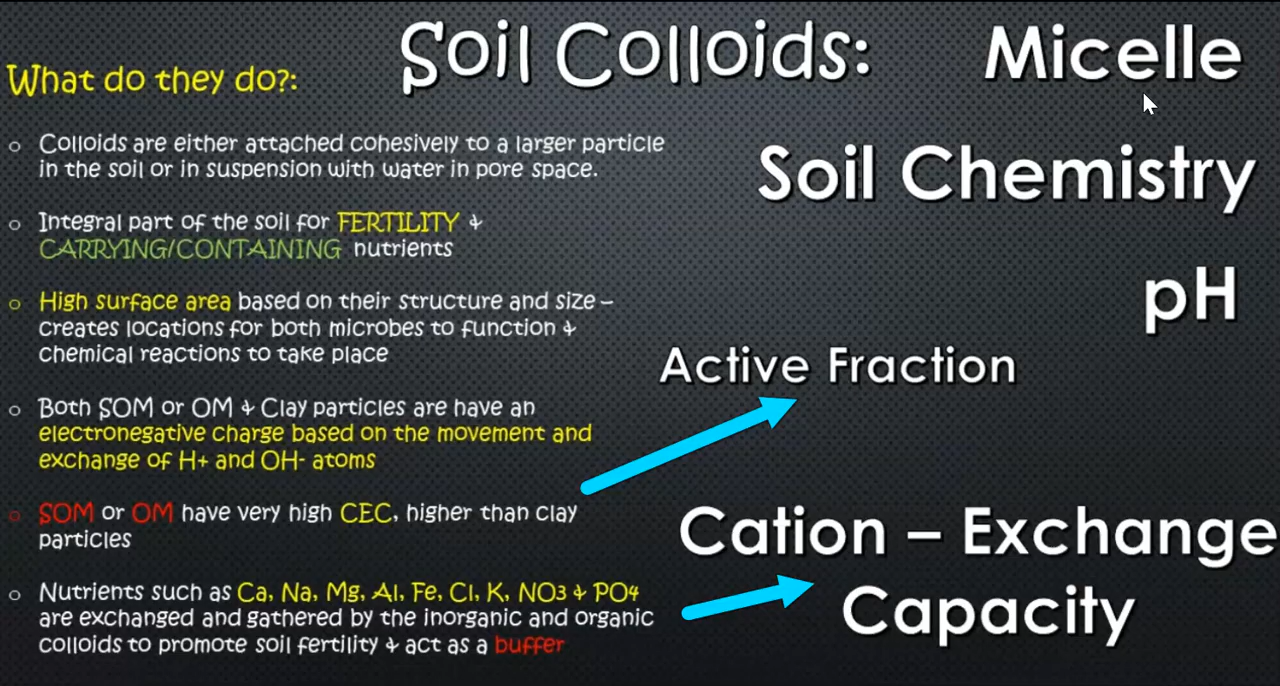 Soil Colloids:
Micelle
What do they do?:
Colloids are either attached cohesively to a larger particle
in the soil or in suspension with water in pore space.
Soil Chemistry
Integral part of the soil for FERTILITY &
CARRYING/CONTAINING nutrients
pH
High surface area based on their structure and size –
creates locations for both microbes to function &
chemical reactions to take place
Active Fraction
Both SOM or OM & Clay particles are have an
electronegative charge based on the movement and
exchange of H+ and OH- atoms
SOM or OM have very high CEC, higher than clay
particles
Cation – Exchange
Capacity
Nutrients such as Ca, Na, Mg, Al, Fe, Cl, K, NO3 & PO4
are exchanged and gathered by the inorganic and organic
colloids to promote soil fertility & act as a buffer